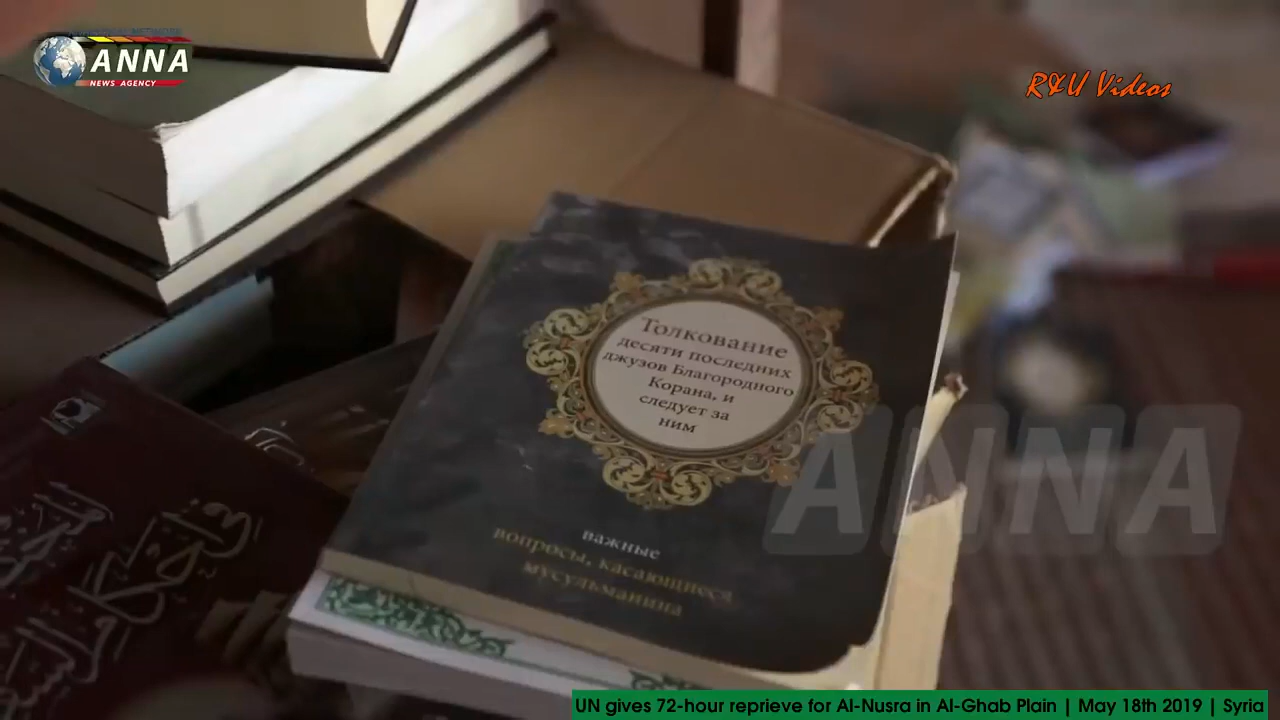 ANNA
NEWS AGENCY
R&U Videos
Толкование
десяти последних
джузов Благородного
Корана, и
следует за
ним
важные
вопросы, касающиеся
мусульманина
ANNA
UN gives 72-hour reprieve for Al-Nusra in Al-Ghab Plain | May 18th 2019 | Syria